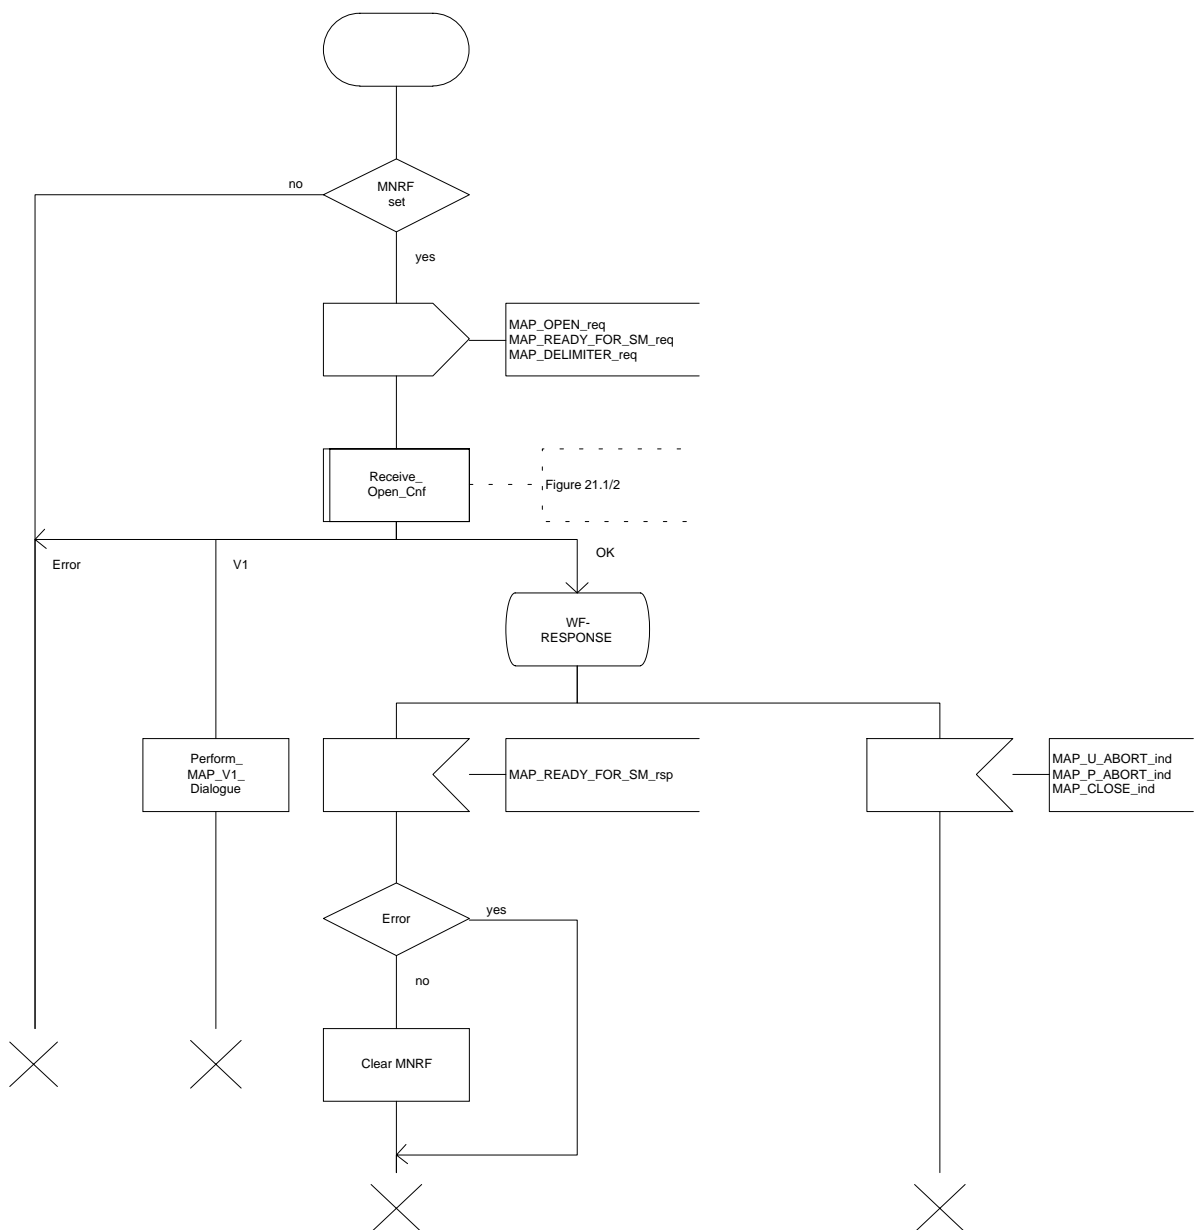 no
MNRF
set
yes
MAP_OPEN_req
MAP_READY_FOR_SM_req
MAP_DELIMITER_req
Receive_
Open_Cnf
Figure 21.1/2
Error
V1
OK
WF-
RESPONSE
Perform_
MAP_V1_
Dialogue
MAP_READY_FOR_SM_rsp
MAP_U_ABORT_ind
MAP_P_ABORT_ind
MAP_CLOSE_ind
Error
yes
no
Clear MNRF